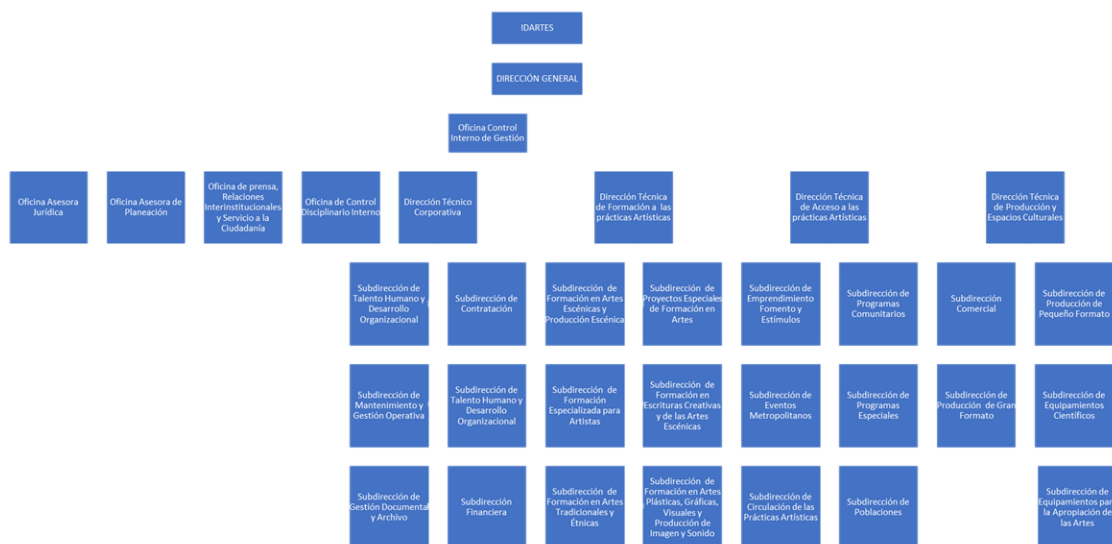 IDARTES
DIRECCIÓN GENERAL
Oficina Control
Interno de Gestión
Oficina Asesora
Jurídica
Oficina Asesora de
Planeación
Oficina de prensa,
Relaciones
Interinstitucionales
y Servicio a la
Ciudadanía
Oficina de Control
Disciplinario Interno
Dirección Técnico
Corporativa
Dirección Técnica
de Formación a las
prácticas Artísticas
Dirección Técnica
de Acceso a las
prácticas Artísticas
Dirección Técnica
de Producción y
Espacios Culturales
Subdirección de
Talento Humano y
Desarrollo
Organizacional
Subdirección de
Contratación
Subdirección de
Formación en Artes
Escénicas y
Producción Escénica
Subdirección de
Proyectos Especiales
de Formación en
Artes
Subdirección de
Emprendimiento
Fomento y
Estímulos
Subdirección de
Programas
Comunitarios
Subdirección
Comercial
Subdirección de
Producción de
Pequeño Formato
Subdirección de
Mantenimiento y
Gestión Operativa
Subdirección de
Talento Humano y
Desarrollo
Organizacional
Subdirección de
Formación
Especializada para
Artistas
Subdirección de
Formación en
Escrituras Creativas
y de las Artes
Escénicas
Subdirección de
Eventos
Metropolitanos
Subdirección de
Programas
Especiales
Subdirección de
Producción de Gran
Formato
Subdirección de
Equipamientos
Científicos
Subdirección de
Gestión Documental
y Archivo
Subdirección
Financiera
Subdirección de
Formación en Artes
Tradicionales y
Étnicas
Subdirección de
Formación en Artes
Plásticas, Gráficas,
Visuales y
Producción de
Imagen y Sonido
Subdirección de
Circulación de las
Prácticas Artísticas
Subdirección de
Poblaciones
Subdirección de
Equipamientos para
la Apropiación de
las Artes